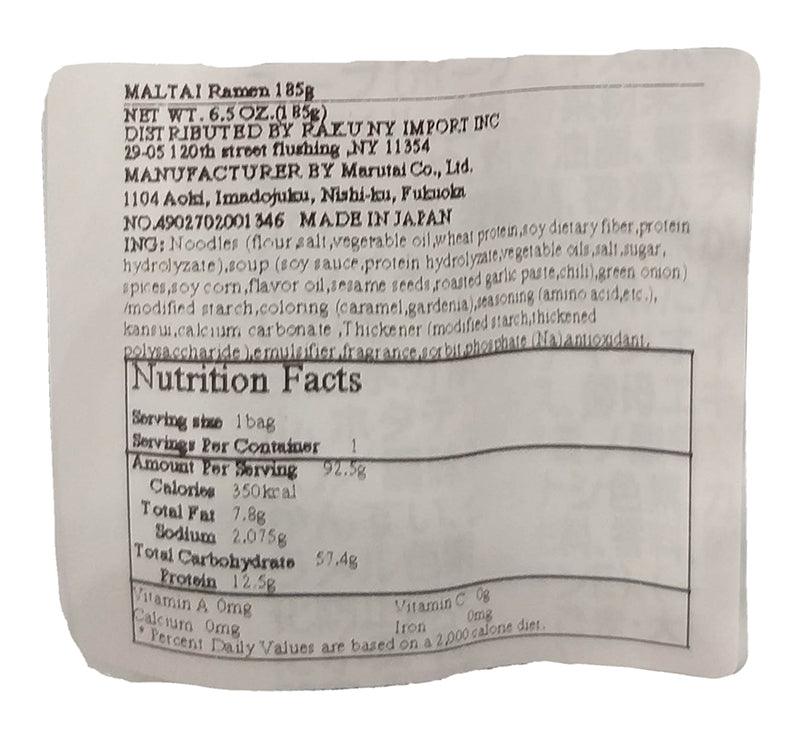 MALTAI Ramen 185g
NET WT. 6.5 OZ.(185g)
DISTRIBUTED BY RAKUNY IMPORT INC
29-05 120th street flushing ,NY 11354
MANUFACTURER BY Marutai Co., Ltd.
1104 Aoki, Imadojuku, Nishi-ku, Fukuoka
NO.4902702001346 MADE IN JAPAN
ING: Noodles (flour,salt,vegetable oil,wheat protein,soy dietary fiber,protein
hydrolyzate),soup (soy sauce,protein hydrolyzate,vegetable oils,salt,sugar,
spices,soy corn,flavor oil,sesame seeds,roasted garlic paste,chili),green onion)
/modified starch,coloring (caramel,gardenia),seasoning (amino acid,etc.),
kansui,calcium carbonate ,Thickener (modified starch,thickened
polysaccharide),emulsifier,fragrance,sorbit,phosphate (Na)antioxidant,
Nutrition Facts
Serving size 1bag
Servings Per Container 1
Amount Per Serving 92.5g
Calories 350kcal
Total Fat 7.8g
Sodium 2.075g
Total Carbohydrate 57.4g
Protein 12.5g
Vitamin A 0mg Vitamin C 0g
Calcium 0mg Iron 0mg
* Percent Daily Values are based on a 2,000 calorie diet.